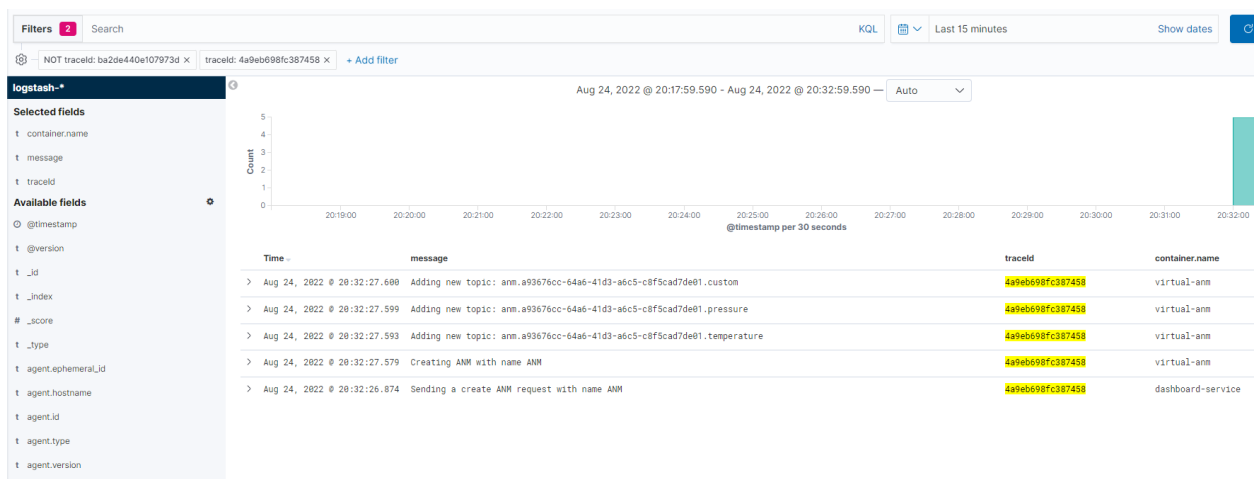 Filters 2 Search KQL Last 15 minutes Show dates
NOT traceId: ba2de440e107973d × traceId: 4a9eb698fc387458 × + Add filter
logstash-*
Selected fields
t container.name
t message
t traceId
Available fields
@timestamp
t @version
t _id
t _index
# _score
t _type
t agent.ephemeral_id
t agent.hostname
t agent.id
t agent.type
t agent.version
Aug 24, 2022 @ 20:17:59.590 - Aug 24, 2022 @ 20:32:59.590 — Auto
Count
5
4
3
2
1
0
20:19:00 20:20:00 20:21:00 20:22:00 20:23:00 20:24:00 20:25:00 20:26:00 20:27:00 20:28:00 20:29:00 20:30:00 20:31:00 20:32:00
@timestamp per 30 seconds
Time message traceId container.name
> Aug 24, 2022 @ 20:32:27.600 Adding new topic: anm.a93676cc-64a6-41d3-a6c5-c8f5cad7de01.custom 4a9eb698fc387458 virtual-anm
> Aug 24, 2022 @ 20:32:27.599 Adding new topic: anm.a93676cc-64a6-41d3-a6c5-c8f5cad7de01.pressure 4a9eb698fc387458 virtual-anm
> Aug 24, 2022 @ 20:32:27.593 Adding new topic: anm.a93676cc-64a6-41d3-a6c5-c8f5cad7de01.temperature 4a9eb698fc387458 virtual-anm
> Aug 24, 2022 @ 20:32:27.579 Creating ANM with name ANM 4a9eb698fc387458 virtual-anm
> Aug 24, 2022 @ 20:32:26.874 Sending a create ANM request with name ANM 4a9eb698fc387458 dashboard-service